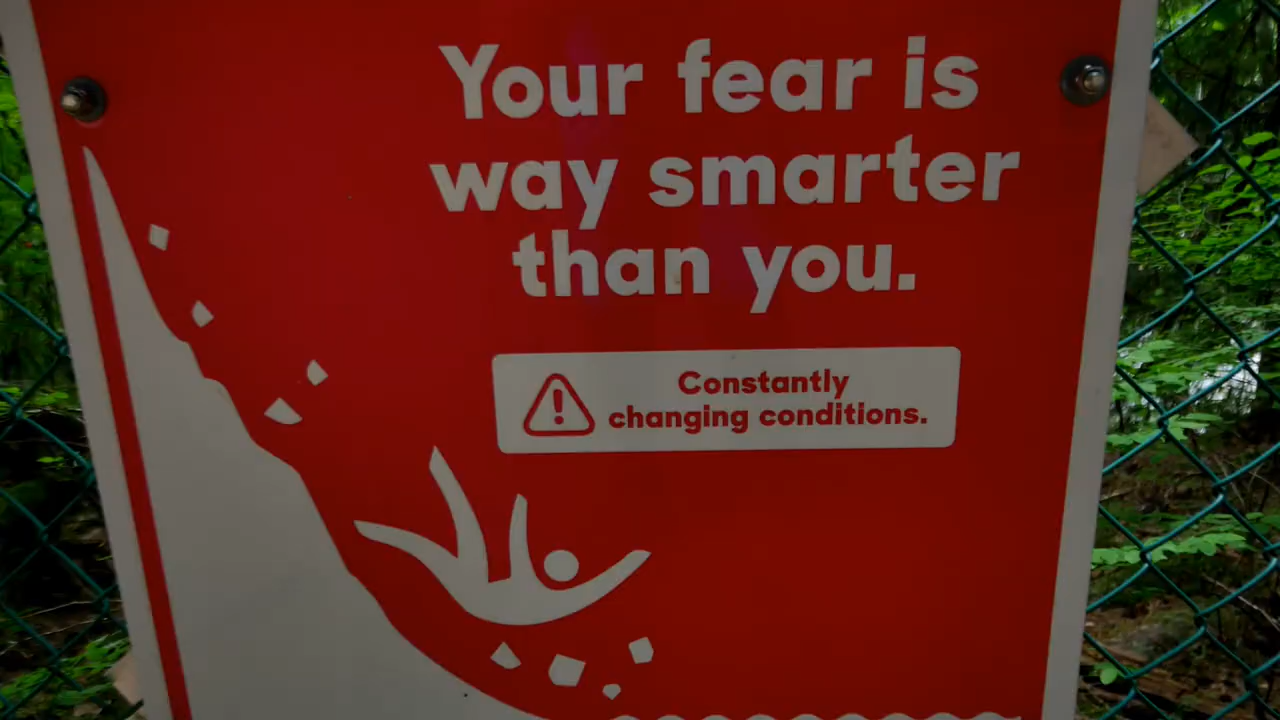 Your fear is
way smarter
than you.
Constantly
changing conditions.